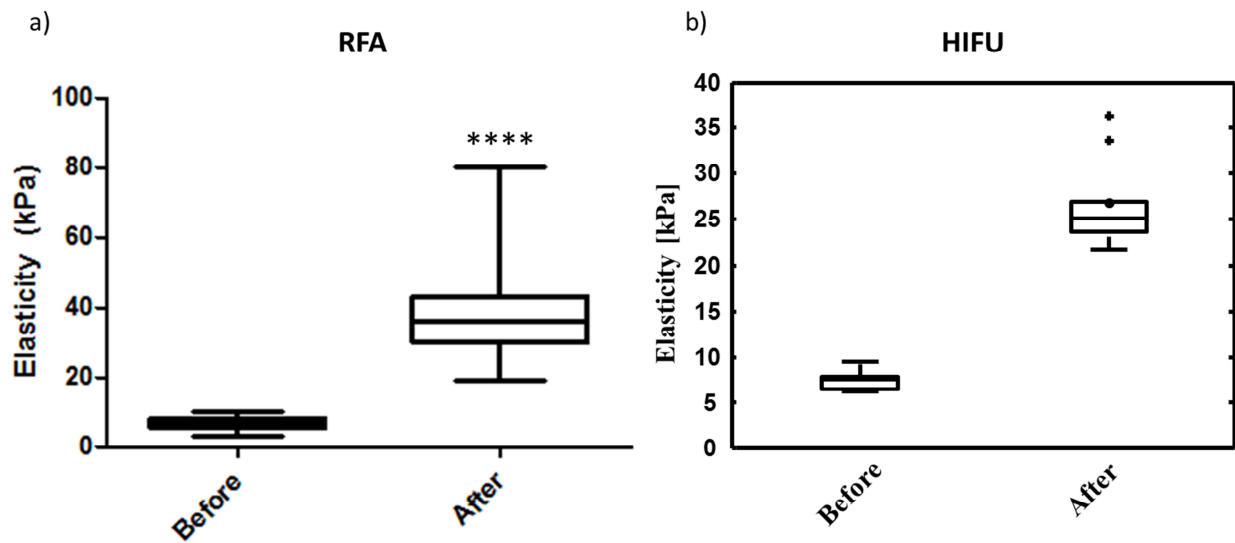 a)
RFA
Elasticity (kPa)
100
80
60
40
20
0
****
Before
After
b)
HIFU
Elasticity [kPa]
40
35
30
25
20
15
10
5
0
Before
After